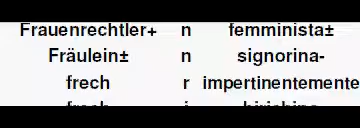 Frauenrechtler+ n femminista±
Fräulein± n signorina-
frech r impertinentemente